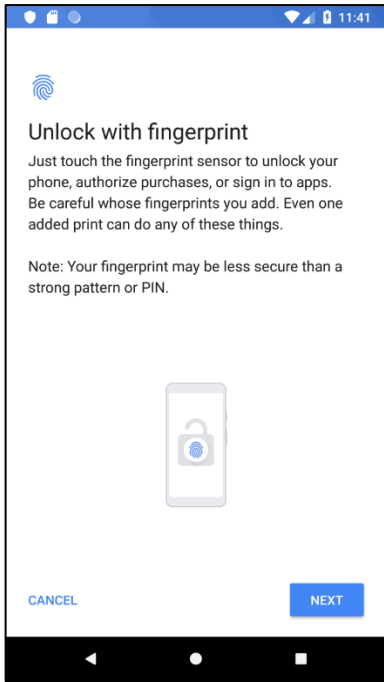 11:41
Unlock with fingerprint
Just touch the fingerprint sensor to unlock your
phone, authorize purchases, or sign in to apps.
Be careful whose fingerprints you add. Even one
added print can do any of these things.
Note: Your fingerprint may be less secure than a
strong pattern or PIN.
CANCEL
NEXT